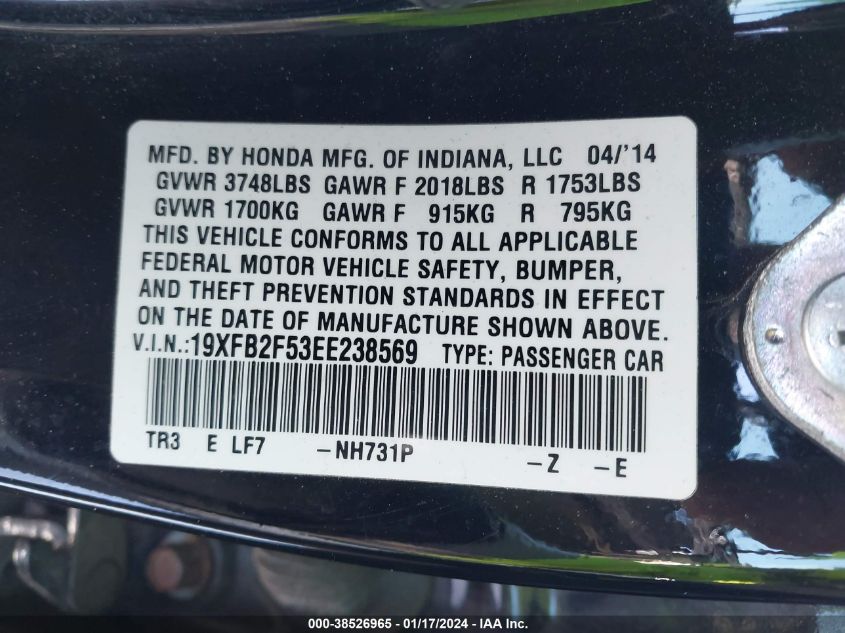 MFD. BY HONDA MFG. OF INDIANA, LLC 04/'14
GVWR 3748LBS GAWR F 2018LBS R 1753LBS
GVWR 1700KG GAWR F 915KG R 795KG
THIS VEHICLE CONFORMS TO ALL APPLICABLE
FEDERAL MOTOR VEHICLE SAFETY, BUMPER,
AND THEFT PREVENTION STANDARDS IN EFFECT
ON THE DATE OF MANUFACTURE SHOWN ABOVE.
V.I.N.:19XFB2F53EE238569 TYPE: PASSENGER CAR
TR3 E LF7 –NH731P –Z –E
000-38526965 - 01/17/2024 - IAA Inc.